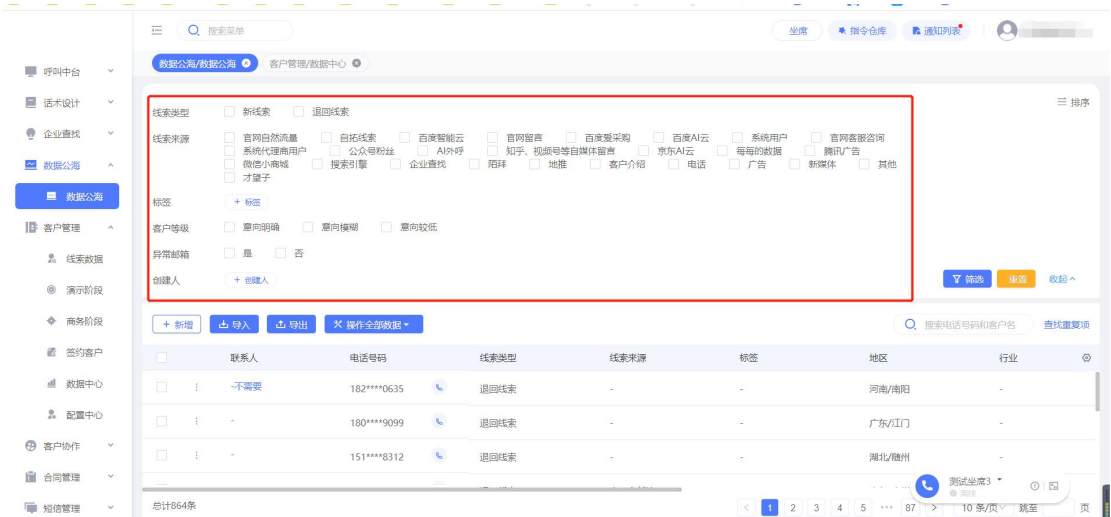 搜索菜单
坐席 指令仓库 通知列表
数据公海/数据公海 客户管理/数据中心
呼叫中台
话术设计
企业查找
数据公海
数据公海
客户管理
线索数据
演示阶段
商务阶段
签约客户
数据中心
配置中心
客户协作
合同管理
短信管理
排序
线索类型 新线索 退回线索
线索来源 官网自然流量 自拓线索 百度智能云 官网留言 百度爱采购 百度AI云 系统用户 官网客服咨询
系统代理商用户 公众号粉丝 AI外呼 知乎、视频号等自媒体留言 京东AI云 每每的数据 腾讯广告
微信小商城 搜索引擎 企业查找 陌拜 地推 客户介绍 电话 广告 新媒体 其他
才望子
标签 + 标签
客户等级 意向明确 意向模糊 意向较低
异常邮箱 是 否
创建人 + 创建人
筛选 重置 收起
+ 新增 导入 导出 操作全部数据 搜索电话号码和客户名 查找重复项
联系人 电话号码 线索类型 线索来源 标签 地区 行业
-不需要 182****0635 退回线索 - - 河南/南阳 -
- 180****9099 退回线索 - - 广东/江门 -
- 151****8312 退回线索 - - 湖北/随州 -
测试坐席3
离线
总计864条 < 1 2 3 4 5 ··· 87 > 10 条/页 跳至 页